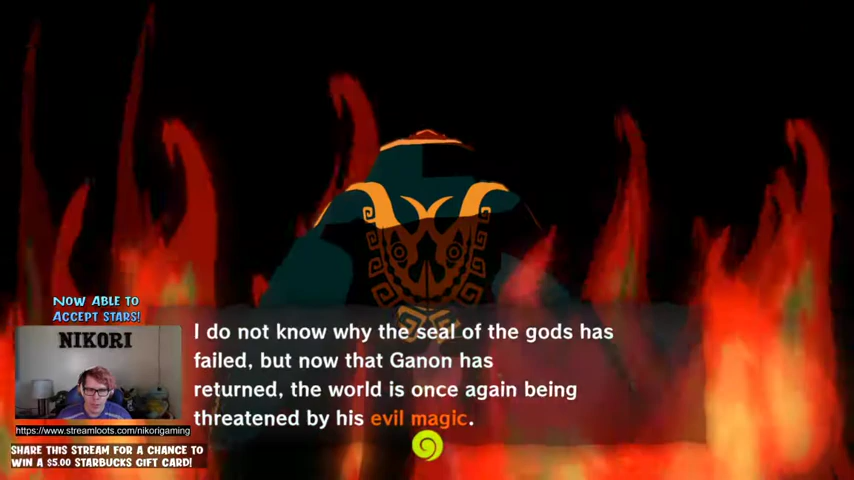 I do not know why the seal of the gods has
failed, but now that Ganon has
returned, the world is once again being
threatened by his evil magic.
NOW ABLE TO
ACCEPT STARS!
NIKORI
https://www.streamloots.com/nikorigaming
SHARE THIS STREAM FOR A CHANCE TO
WIN A $5.00 STARBUCKS GIFT CARD!